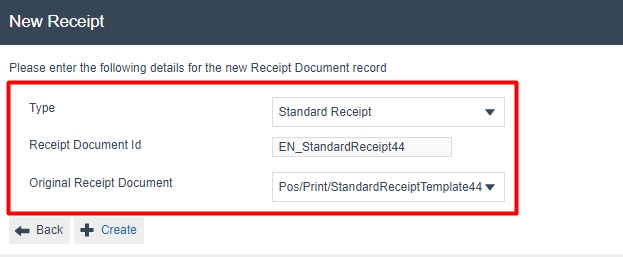 New Receipt
Please enter the following details for the new Receipt Document record
Type Standard Receipt
Receipt Document Id EN_StandardReceipt44
Original Receipt Document Pos/Print/StandardReceiptTemplate44
Back Create